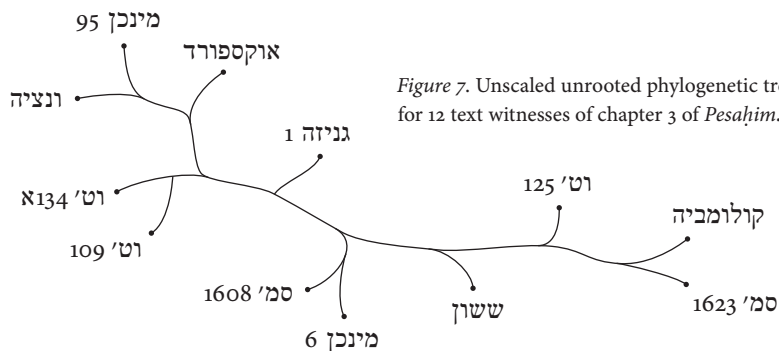 מינכן 95
אוקספורד
ונציה
Figure 7. Unscaled unrooted phylogenetic
for 12 text witnesses of chapter 3 of Pesaḥim.
גניזה 1
וט׳ 134א
וט׳ 109
וט׳ 125
קולומביה
סמ׳ 1608
ששון
סמ׳ 1623
מינכן 6